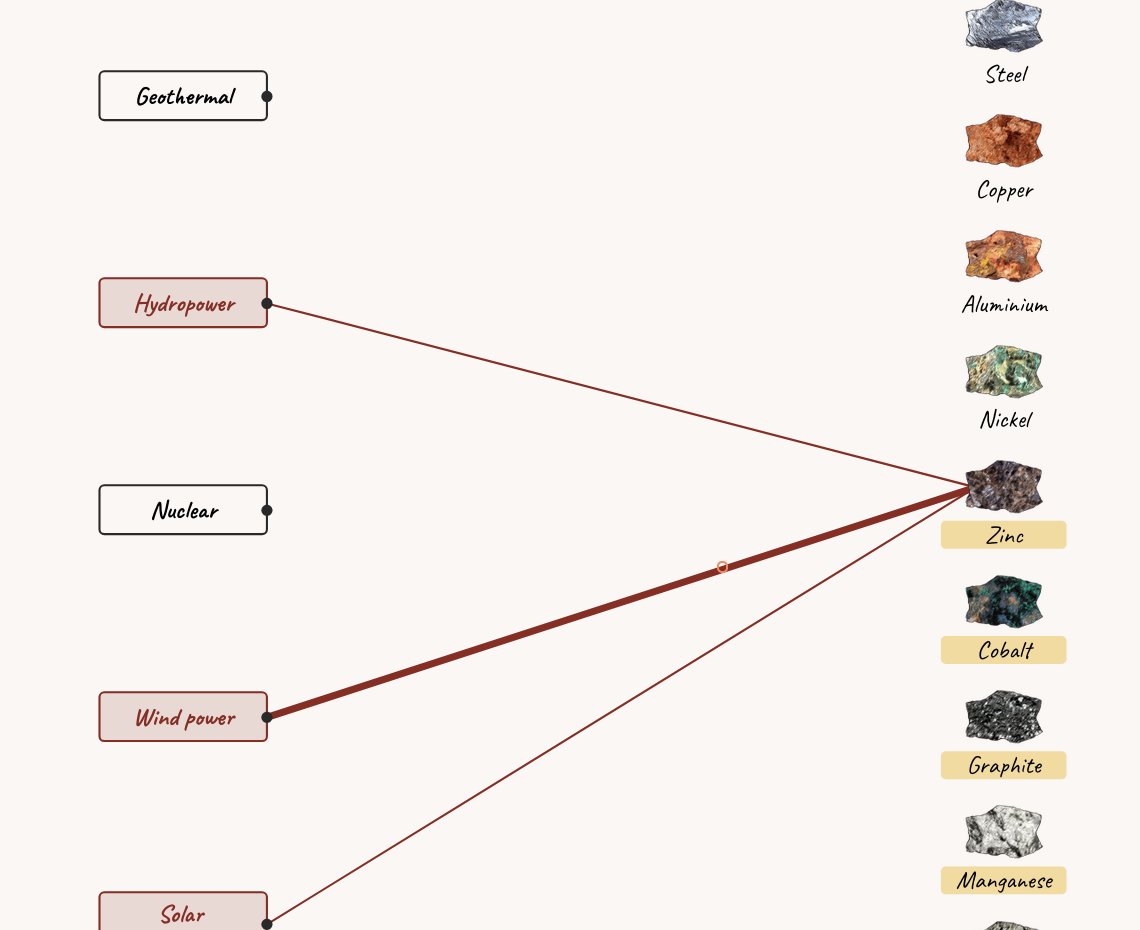 Geothermal
Hydropower
Nuclear
Wind power
Solar
Steel
Copper
Aluminium
Nickel
Zinc
Cobalt
Graphite
Manganese